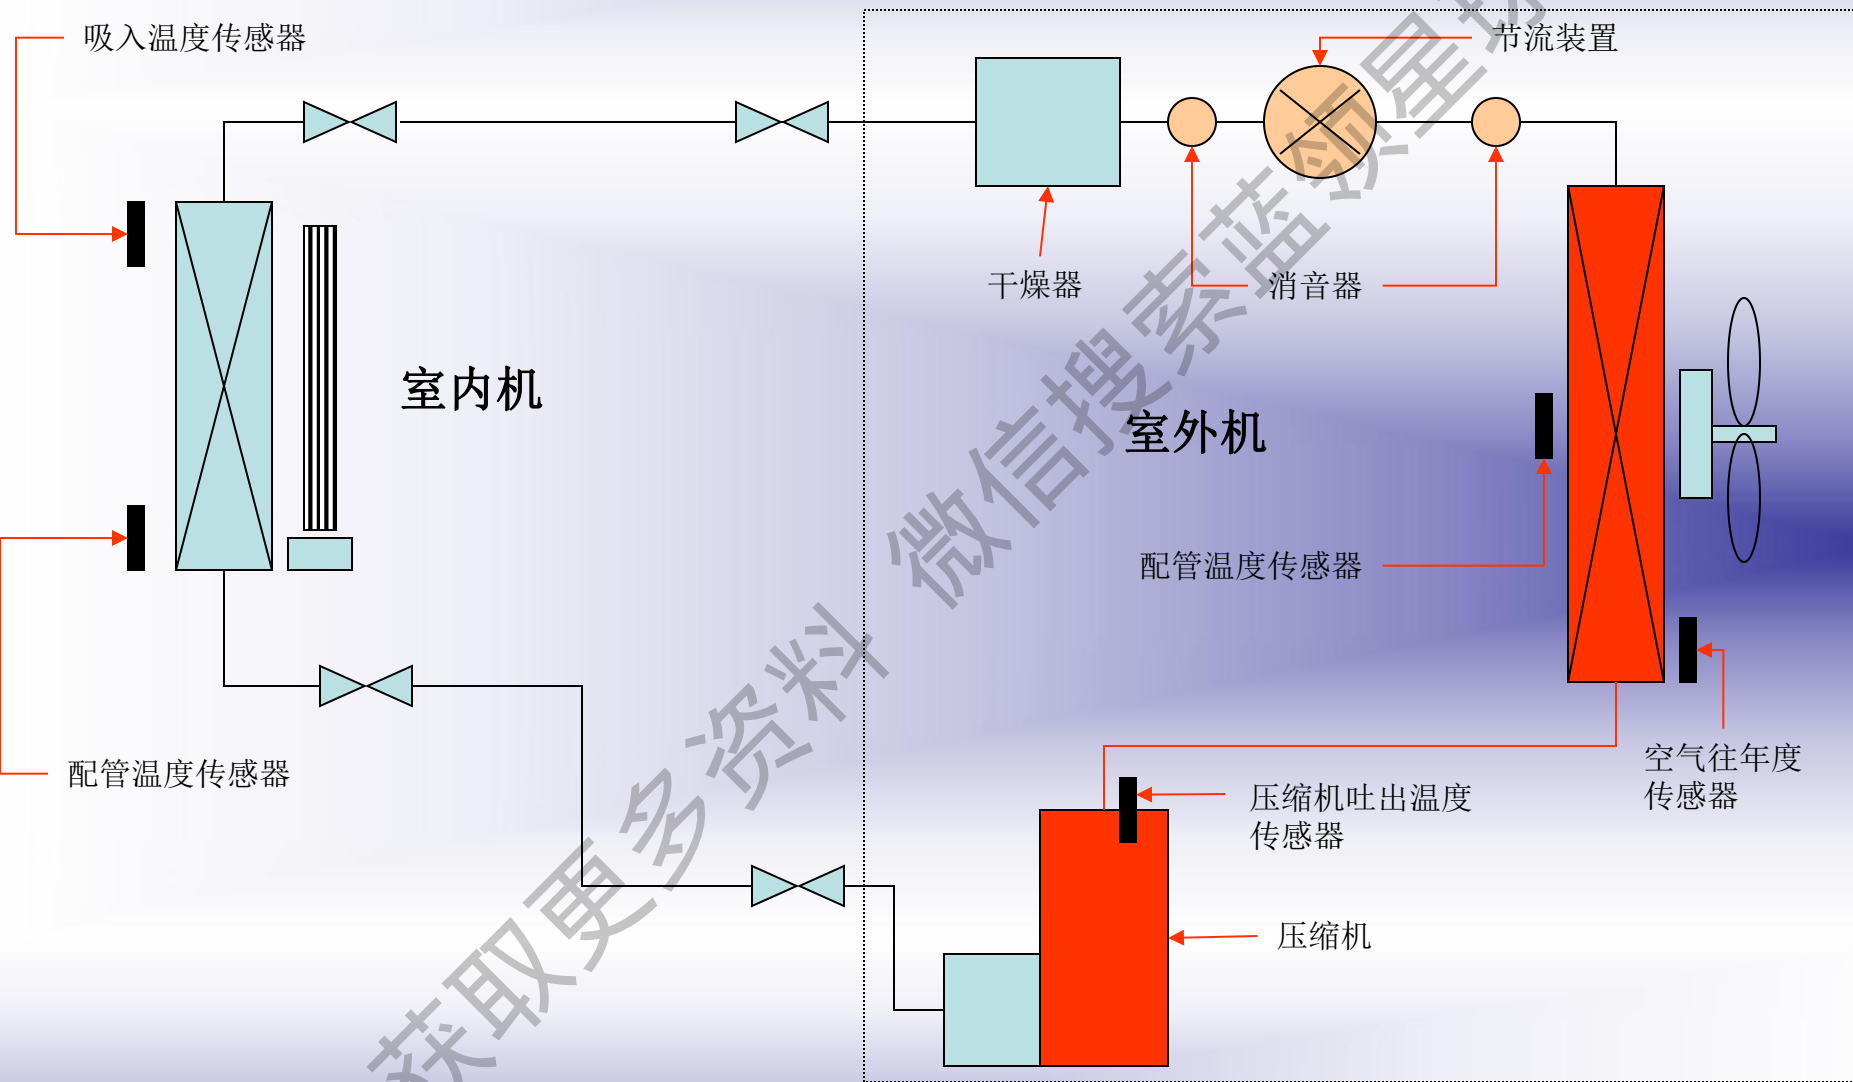 吸入温度传感器
节流装置
干燥器
消音器
室内机
室外机
配管温度传感器
配管温度传感器
空气往年度
传感器
压缩机吐出温度
传感器
压缩机
获取更多资料 微信搜索蓝领星球